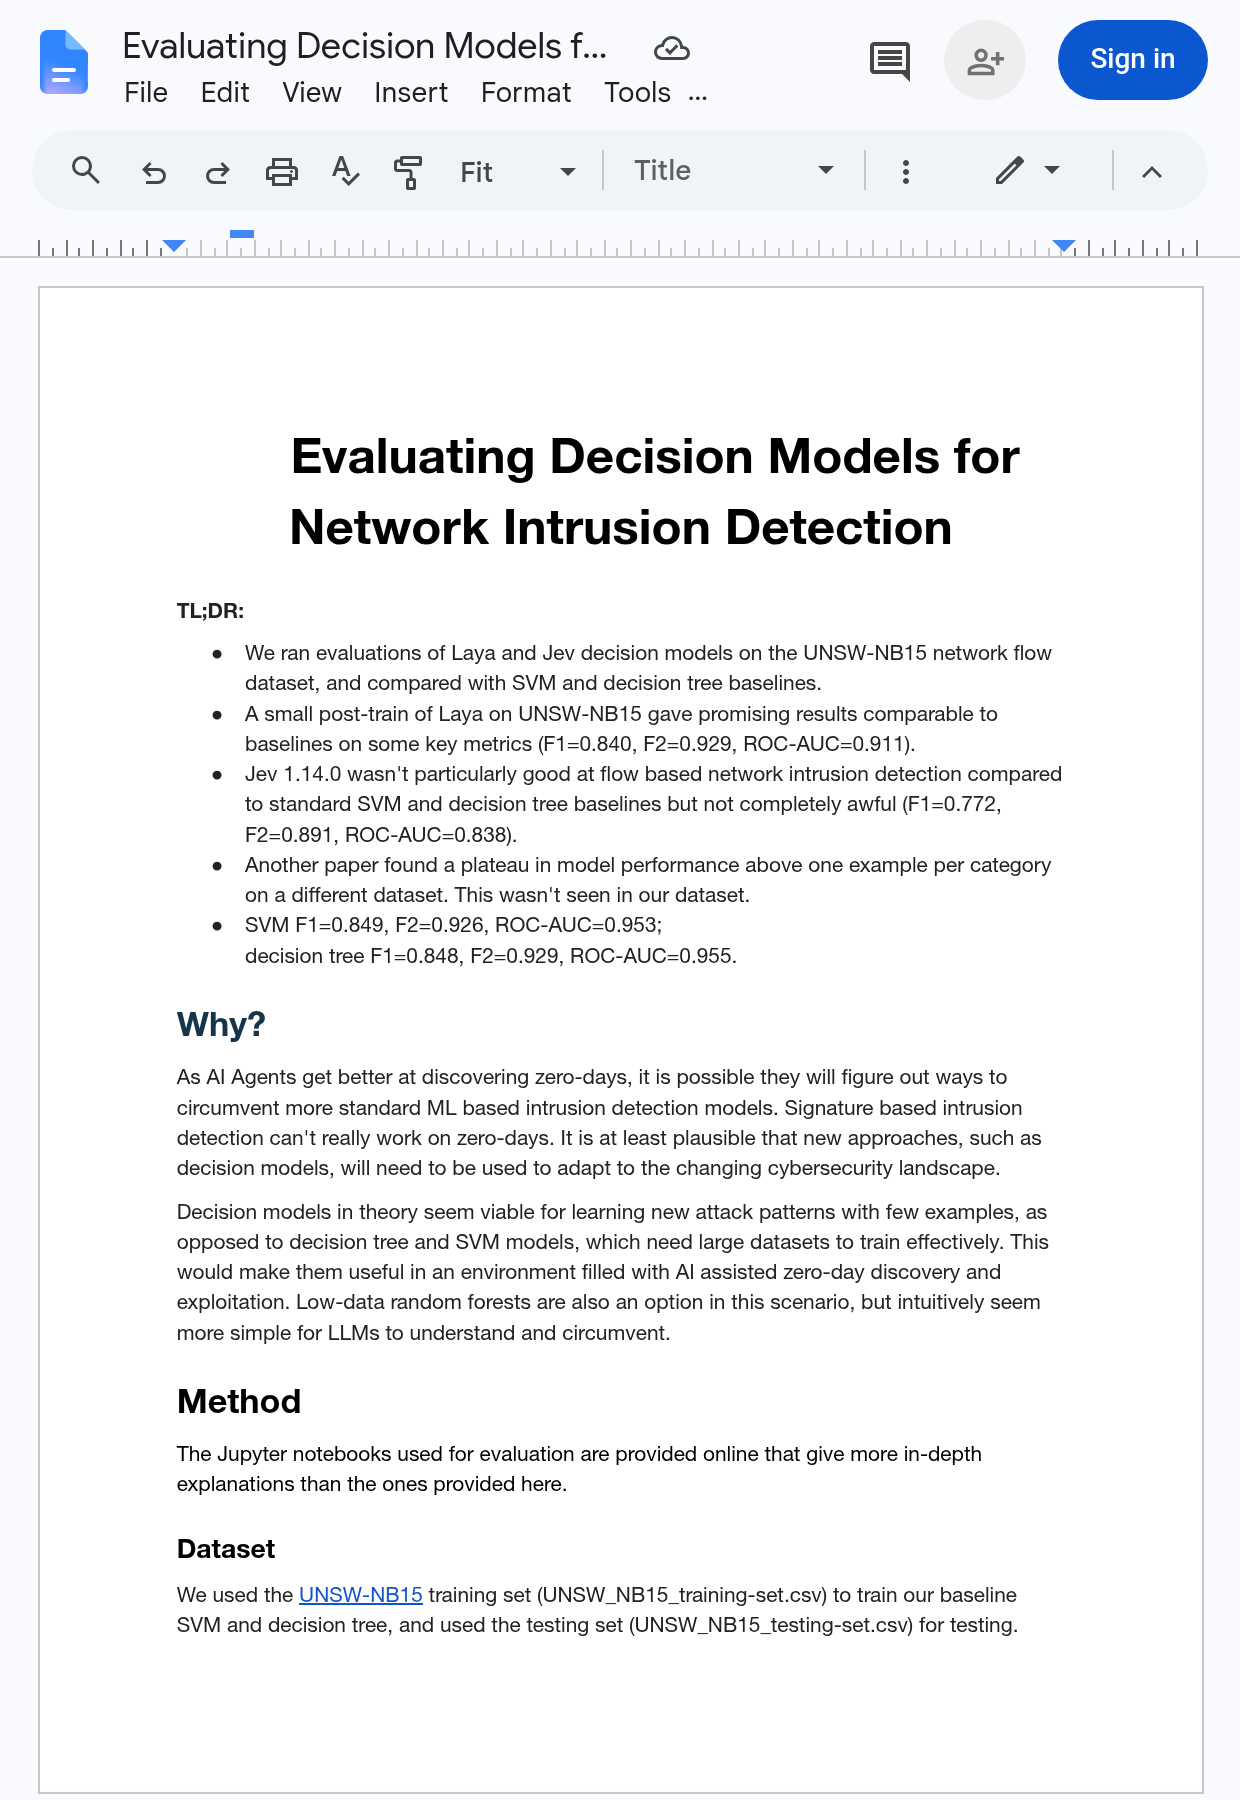 Evaluating Decision Models f...
File Edit View Insert Format Tools ...
Sign in
Fit
Title
Evaluating Decision Models for
Network Intrusion Detection
TL;DR:
● We ran evaluations of Laya and Jev decision models on the UNSW-NB15 network flow
dataset, and compared with SVM and decision tree baselines.
● A small post-train of Laya on UNSW-NB15 gave promising results comparable to
baselines on some key metrics (F1=0.840, F2=0.929, ROC-AUC=0.911).
● Jev 1.14.0 wasn't particularly good at flow based network intrusion detection compared
to standard SVM and decision tree baselines but not completely awful (F1=0.772,
F2=0.891, ROC-AUC=0.838).
● Another paper found a plateau in model performance above one example per category
on a different dataset. This wasn't seen in our dataset.
● SVM F1=0.849, F2=0.926, ROC-AUC=0.953;
decision tree F1=0.848, F2=0.929, ROC-AUC=0.955.
Why?
As AI Agents get better at discovering zero-days, it is possible they will figure out ways to
circumvent more standard ML based intrusion detection models. Signature based intrusion
detection can't really work on zero-days. It is at least plausible that new approaches, such as
decision models, will need to be used to adapt to the changing cybersecurity landscape.
Decision models in theory seem viable for learning new attack patterns with few examples, as
opposed to decision tree and SVM models, which need large datasets to train effectively. This
would make them useful in an environment filled with AI assisted zero-day discovery and
exploitation. Low-data random forests are also an option in this scenario, but intuitively seem
more simple for LLMs to understand and circumvent.
Method
The Jupyter notebooks used for evaluation are provided online that give more in-depth
explanations than the ones provided here.
Dataset
We used the UNSW-NB15 training set (UNSW_NB15_training-set.csv) to train our baseline
SVM and decision tree, and used the testing set (UNSW_NB15_testing-set.csv) for testing.